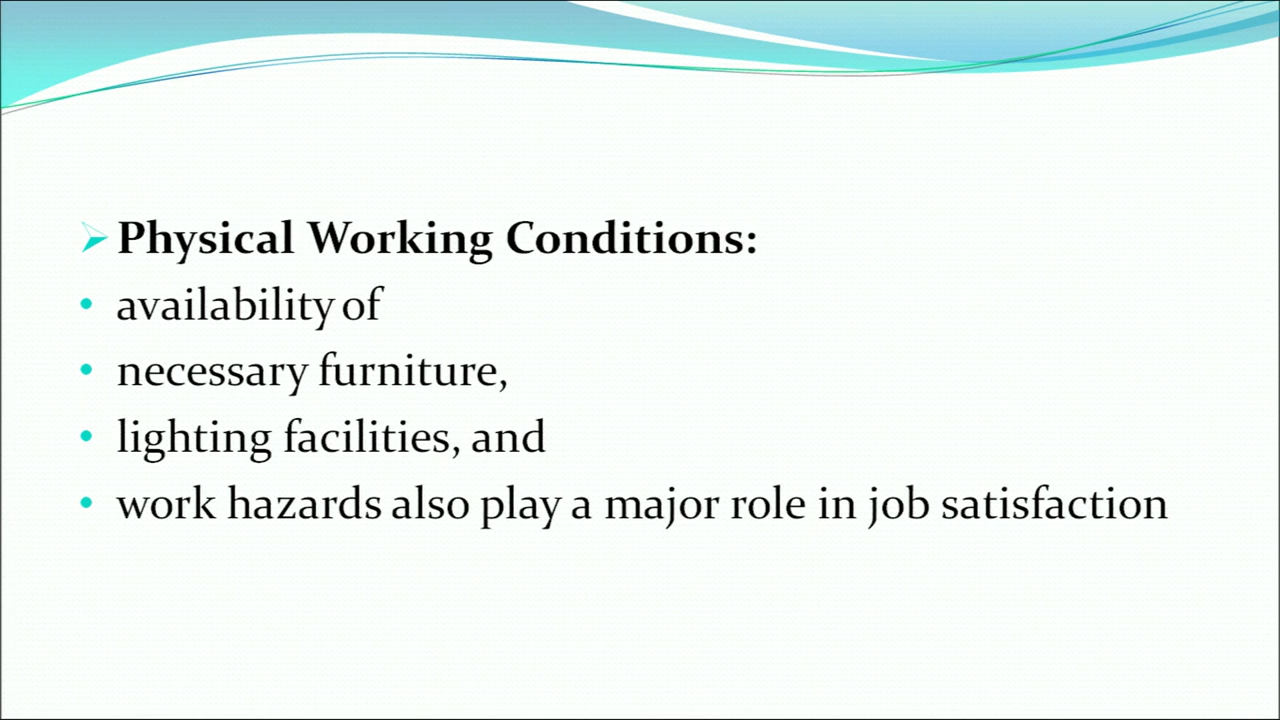 Physical Working Conditions:
availability of
necessary furniture,
lighting facilities, and
work hazards also play a major role in job satisfaction